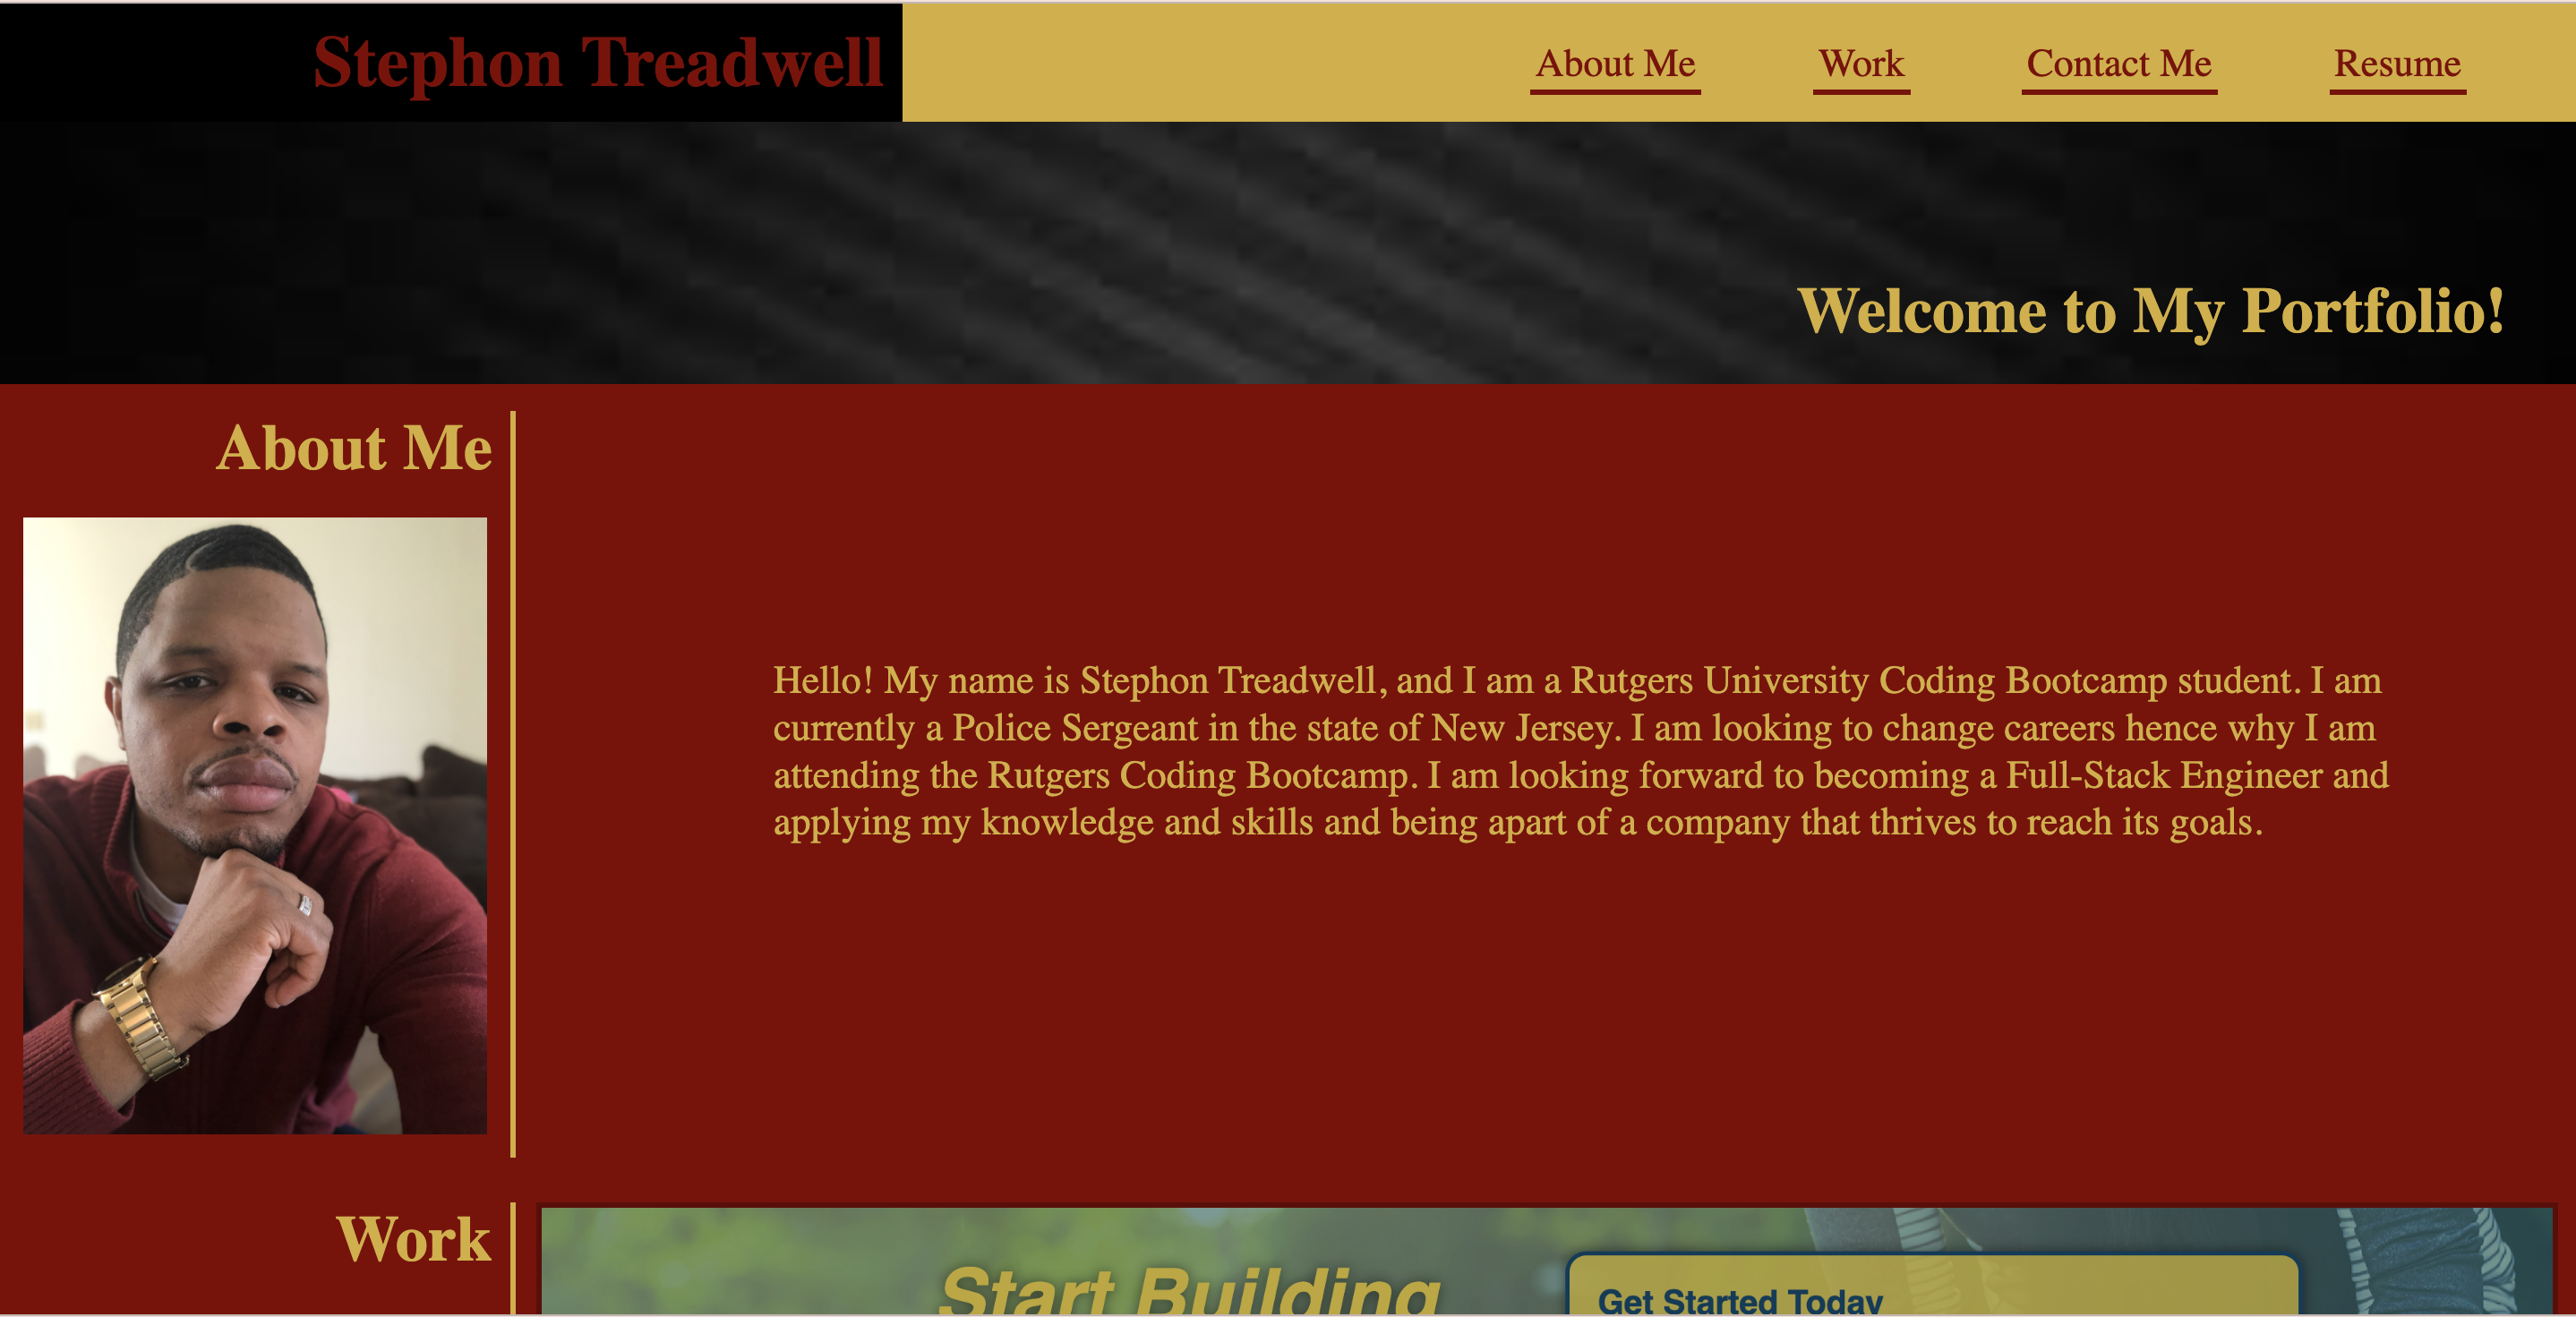 Stephon Treadwell
About Me
Work
Contact Me
Resume
Welcome to My Portfolio!
About Me
Hello! My name is Stephon Treadwell, and I am a Rutgers University Coding Bootcamp student. I am
currently a Police Sergeant in the state of New Jersey. I am looking to change careers hence why I am
attending the Rutgers Coding Bootcamp. I am looking forward to becoming a Full-Stack Engineer and
applying my knowledge and skills and being apart of a company that thrives to reach its goals.
Work
Start Building
Get Started Today